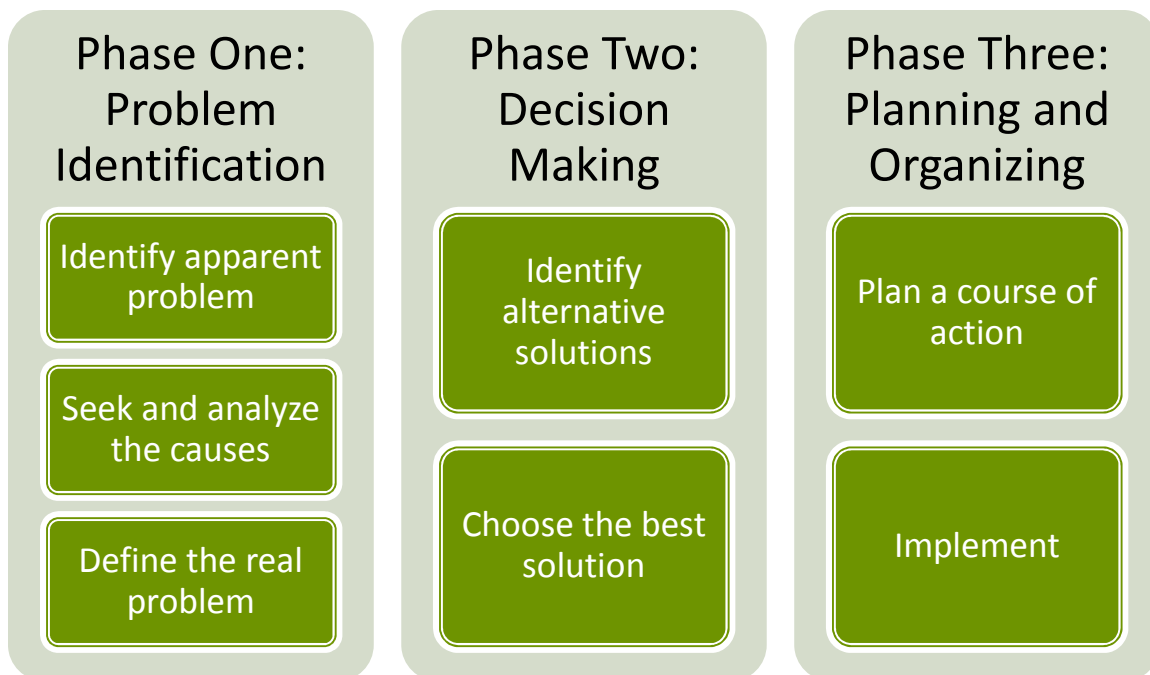 Phase One:
Problem
Identification
Identify apparent
problem
Seek and analyze
the causes
Define the real
problem
Phase Two:
Decision
Making
Identify
alternative
solutions
Choose the best
solution
Phase Three:
Planning and
Organizing
Plan a course of
action
Implement